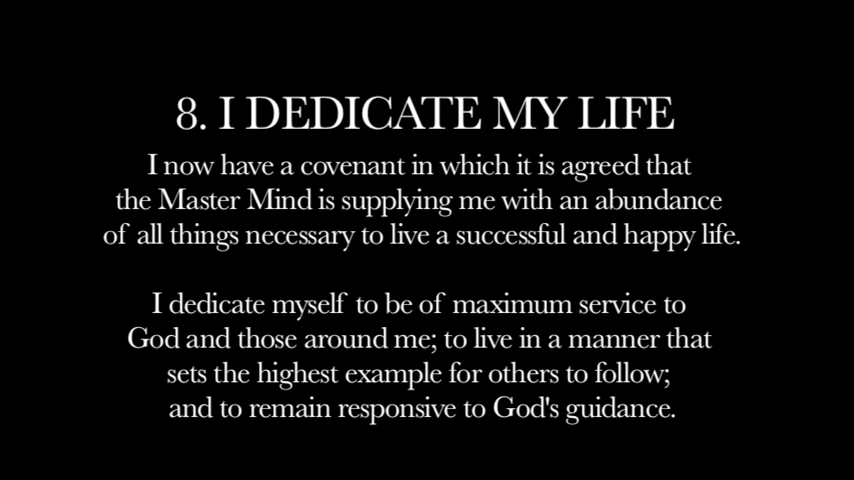 8. I DEDICATE MY LIFE
I now have a covenant in which it is agreed that
the Master Mind is supplying me with an abundance
of all things necessary to live a successful and happy life.
I dedicate myself to be of maximum service to
God and those around me; to live in a manner that
sets the highest example for others to follow;
and to remain responsive to God's guidance.